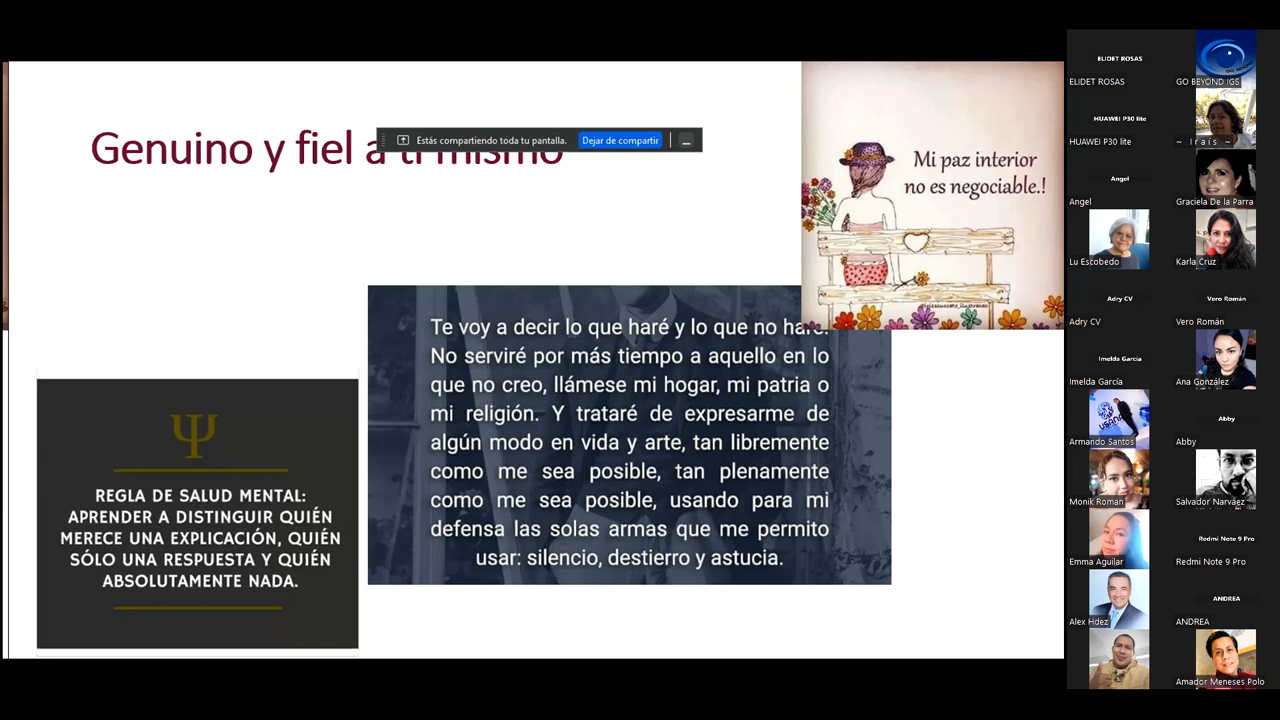 Genuino y fiel a ti mismo
Estás compartiendo toda tu pantalla.
Dejar de compartir
Mi paz interior
no es negociable.!
Te voy a decir lo que haré y lo que no haré.
No serviré por más tiempo a aquello en lo
que no creo, llámese mi hogar, mi patria o
mi religión. Y trataré de expresarme de
algún modo en vida y arte, tan libremente
como me sea posible, tan plenamente
como me sea posible, usando para mi
defensa las solas armas que me permito
usar: silencio, destierro y astucia.
Ψ
REGLA DE SALUD MENTAL:
APRENDER A DISTINGUIR QUIÉN
MERECE UNA EXPLICACIÓN, QUIÉN
SÓLO UNA RESPUESTA Y QUIÉN
ABSOLUTAMENTE NADA.
ELIDET ROSAS
ELIDET ROSAS
GO BEYOND IGS
HUAWEI P30 lite
HUAWEI P30 lite
~ I r a í s ~
Angel
Angel
Graciela De la Parra
Lu Escobedo
Karla Cruz
Adry CV
Adry CV
Vero Román
Vero Román
Imelda García
Imelda García
Ana González
USANA
Armando Santos
Abby
Abby
Monik Roman
Salvador Narváez
Emma Aguilar
Redmi Note 9 Pro
Redmi Note 9 Pro
Alex Hdez
ANDREA
ANDREA
Amador Meneses Polo